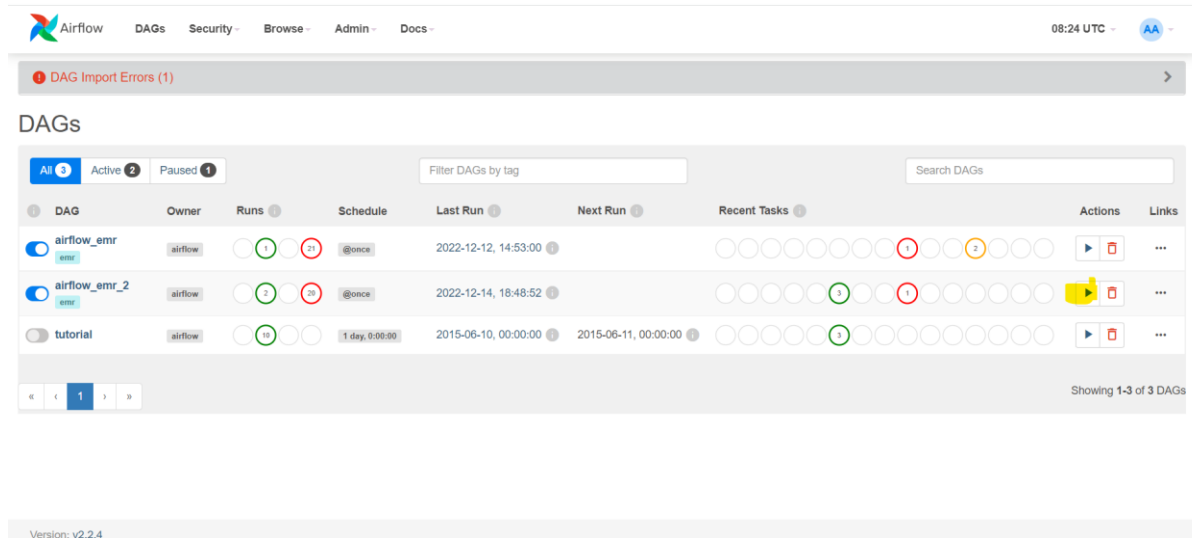 Airflow DAGs Security Browse Admin Docs 08:24 UTC AA
DAG Import Errors (1)
DAGs
All 3 Active 2 Paused 1 Filter DAGs by tag Search DAGs
DAG Owner Runs Schedule Last Run Next Run Recent Tasks Actions Links
airflow_emr airflow 1 21 @once 2022-12-12, 14:53:00 1 2
emr
airflow_emr_2 airflow 2 20 @once 2022-12-14, 18:48:52 3 1
emr
tutorial airflow 10 1 day, 0:00:00 2015-06-10, 00:00:00 2015-06-11, 00:00:00 3
« ‹ 1 › » Showing 1-3 of 3 DAGs
Version: v2.2.4